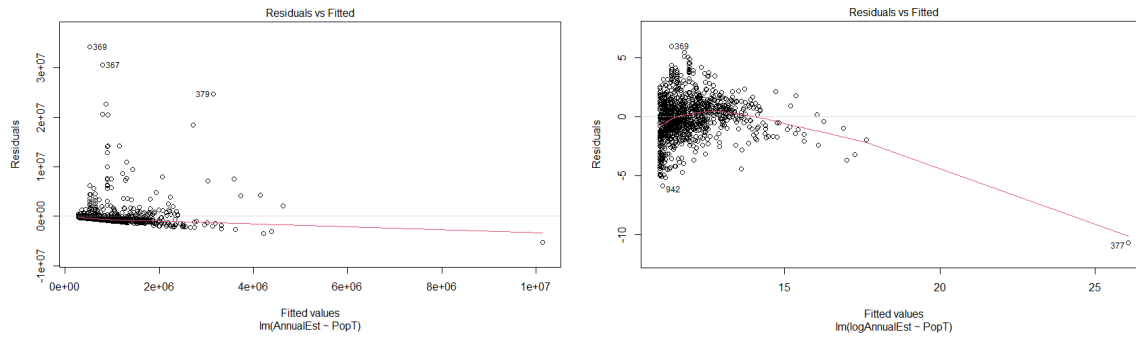 Residuals vs Fitted
Residuals
3e+07
2e+07
1e+07
0e+00
-1e+07
369
367
379
0e+00
2e+06
4e+06
6e+06
8e+06
1e+07
Fitted values
lm(AnnualEst ~ PopT)
Residuals vs Fitted
Residuals
5
0
-5
-10
369
942
377
15
20
25
Fitted values
lm(logAnnualEst ~ PopT)